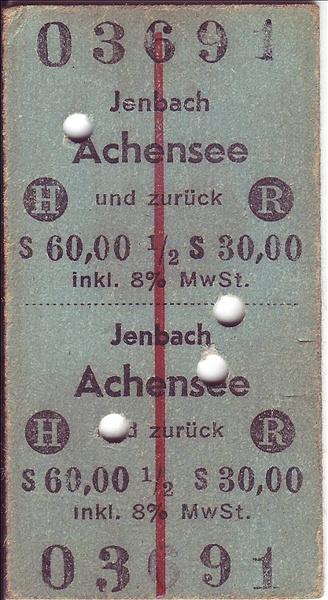 03691
Jenbach
Achensee
H und zurück R
S 60,00 1/2 S 30,00
inkl. 8% MwSt.
Jenbach
Achensee
H d zurück R
S 60,00 1/2 S 30,00
inkl. 8% MwSt.
03691